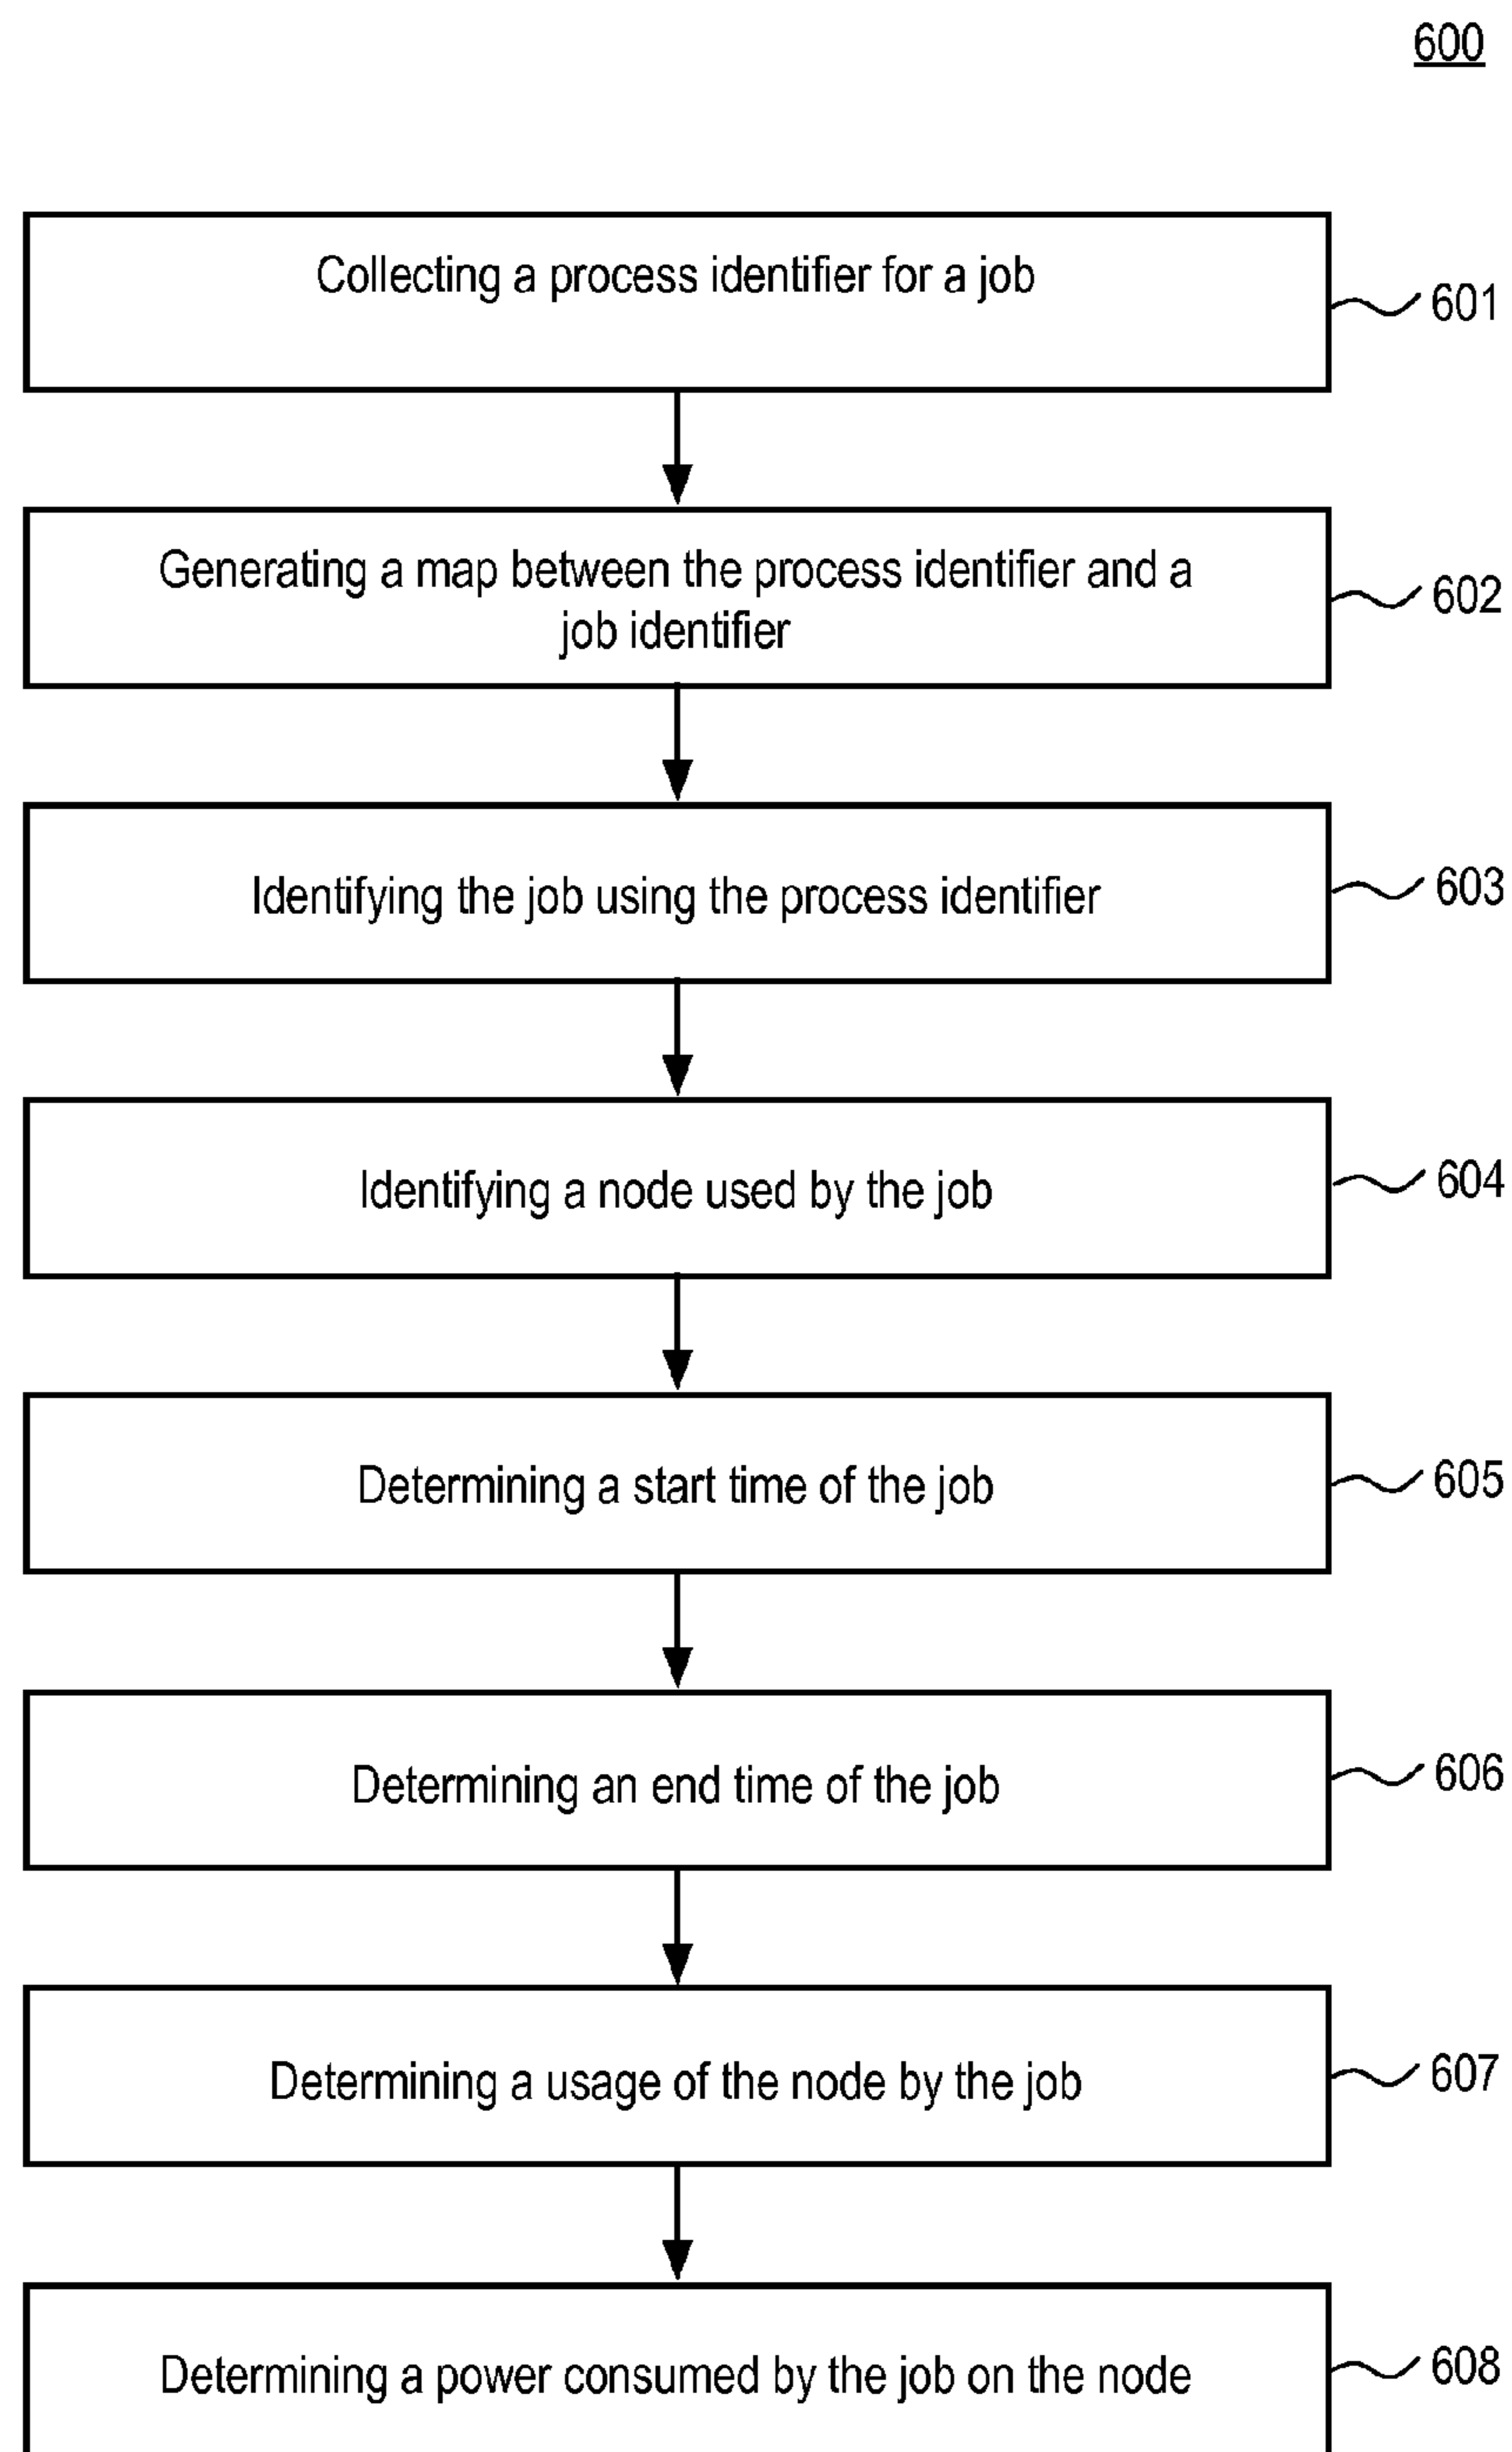 600
Collecting a process identifier for a job
601
Generating a map between the process identifier and a
job identifier
602
Identifying the job using the process identifier
603
Identifying a node used by the job
604
Determining a start time of the job
605
Determining an end time of the job
606
Determining a usage of the node by the job
607
Determining a power consumed by the job on the node
608